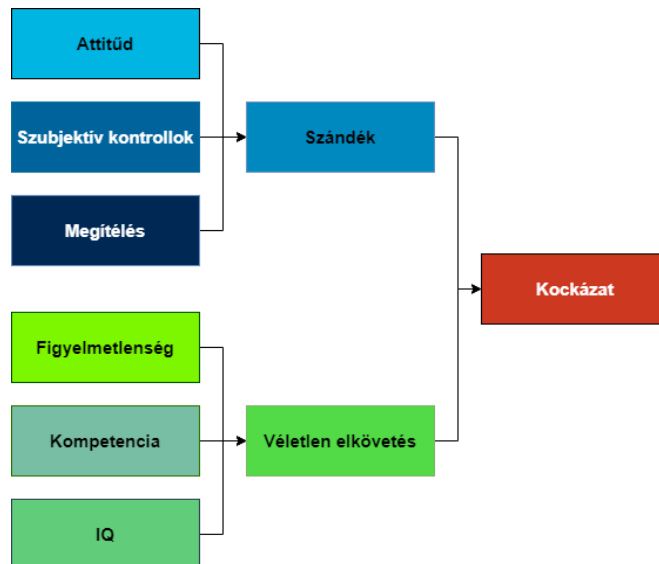 Attitűd
Szubjektív kontrollok
Szándék
Megítélés
Kockázat
Figyelmetlenség
Kompetencia
Véletlen elkövetés
IQ